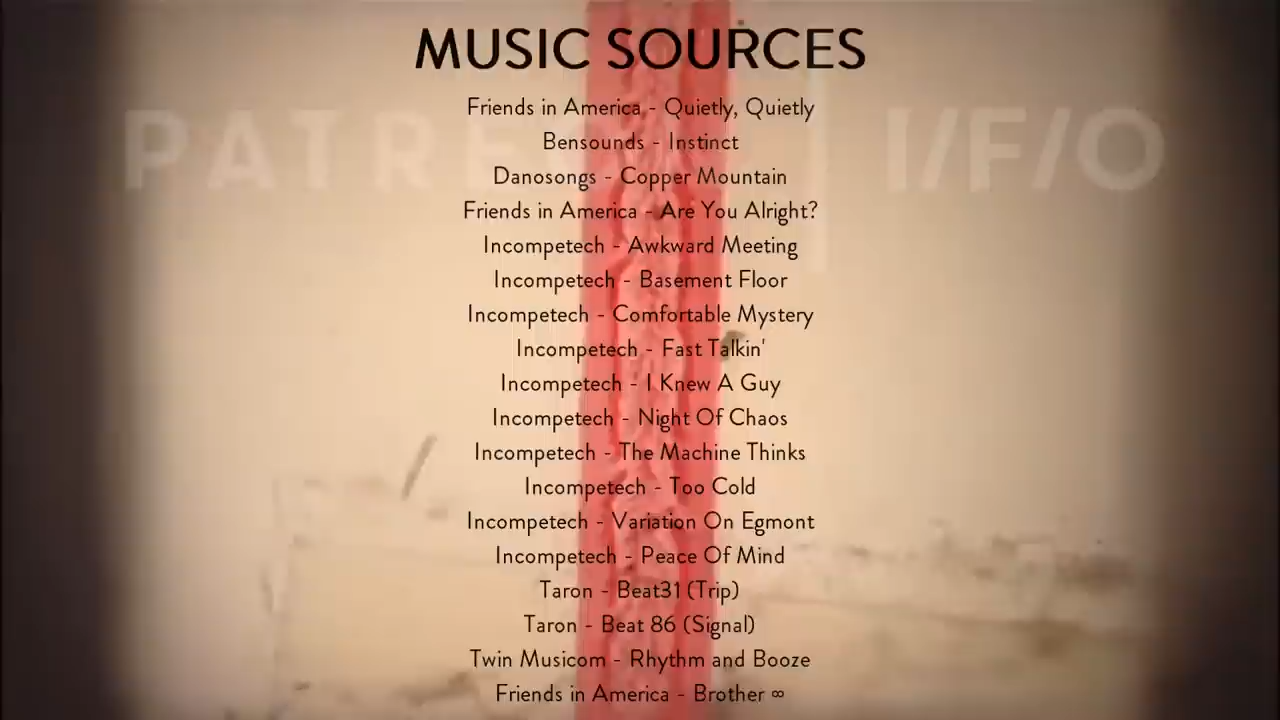 MUSIC SOURCES
Friends in America - Quietly, Quietly
PATRE I/F/O
Bensounds - Instinct
Danosongs - Copper Mountain
Friends in America - Are You Alright?
Incompetech - Awkward Meeting
Incompetech - Basement Floor
Incompetech - Comfortable Mystery
Incompetech - Fast Talkin'
Incompetech - I Knew A Guy
Incompetech - Night Of Chaos
Incompetech - The Machine Thinks
Incompetech - Too Cold
Incompetech - Variation On Egmont
Incompetech - Peace Of Mind
Taron - Beat31 (Trip)
Taron - Beat 86 (Signal)
Twin Musicom - Rhythm and Booze
Friends in America - Brother ∞